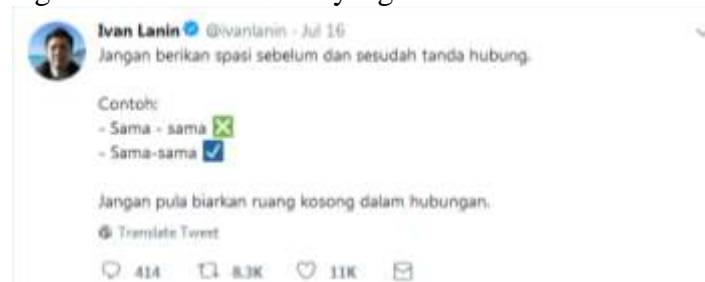 Ivan Lanin @ivanlanin · Jul 16
Jangan berikan spasi sebelum dan sesudah tanda hubung.
Contoh:
- Sama - sama ❎
- Sama-sama ☑
Jangan pula biarkan ruang kosong dalam hubungan.
Translate Tweet
414 8.3K 11K